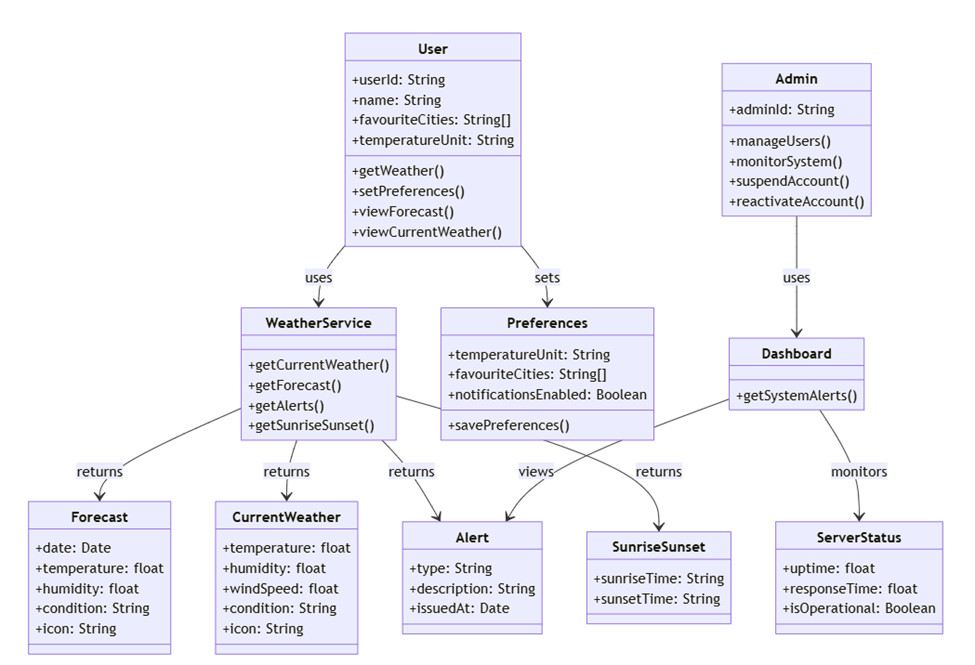 User
+userId: String
+name: String
+favouriteCities: String[]
+temperatureUnit: String
+getWeather()
+setPreferences()
+viewForecast()
+viewCurrentWeather()
Admin
+adminId: String
+manageUsers()
+monitorSystem()
+suspendAccount()
+reactivateAccount()
uses
sets
uses
WeatherService
+getCurrentWeather()
+getForecast()
+getAlerts()
+getSunriseSunset()
Preferences
+temperatureUnit: String
+favouriteCities: String[]
+notificationsEnabled: Boolean
+savePreferences()
Dashboard
+getSystemAlerts()
returns
returns
returns
views
returns
monitors
Forecast
+date: Date
+temperature: float
+humidity: float
+condition: String
+icon: String
CurrentWeather
+temperature: float
+humidity: float
+windSpeed: float
+condition: String
+icon: String
Alert
+type: String
+description: String
+issuedAt: Date
SunriseSunset
+sunriseTime: String
+sunsetTime: String
ServerStatus
+uptime: float
+responseTime: float
+isOperational: Boolean